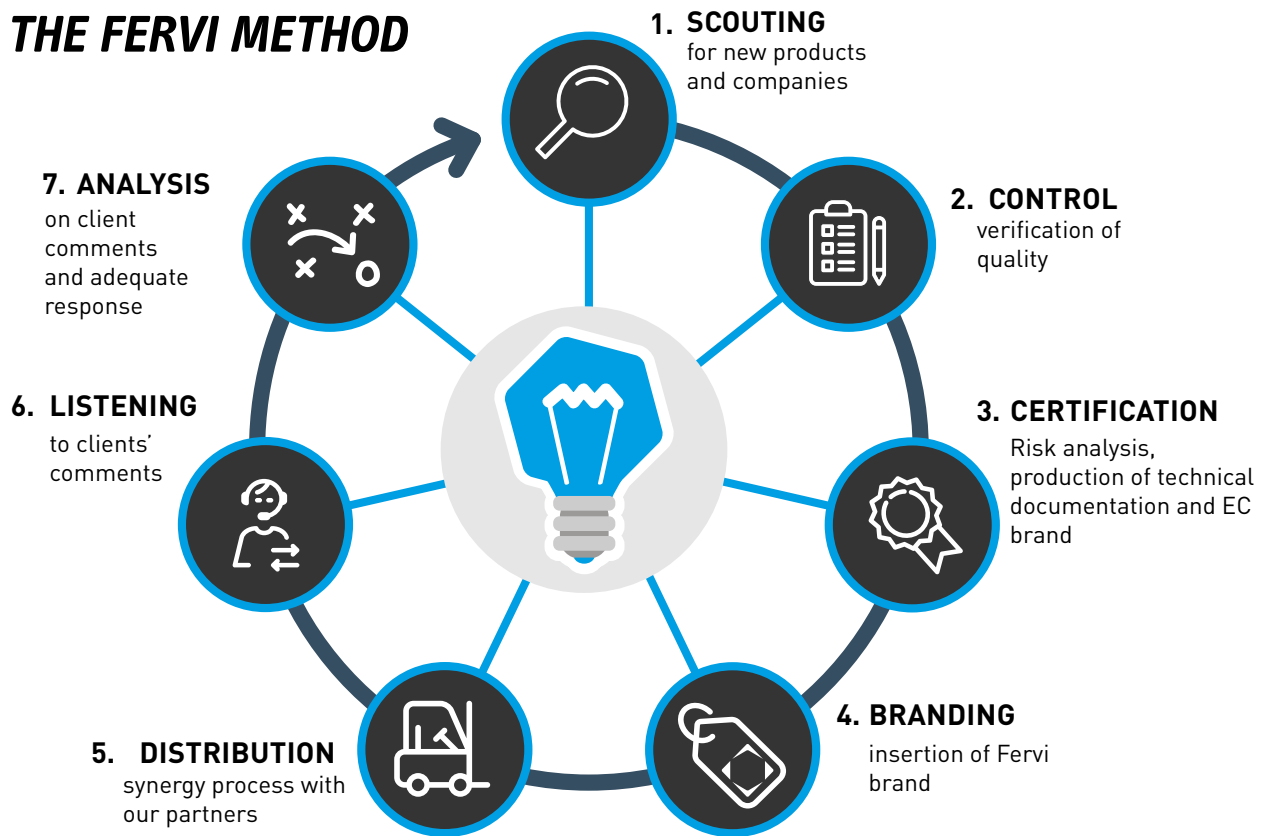 THE FERVI METHOD
1. SCOUTING
for new products
and companies
2. CONTROL
verification of
quality
3. CERTIFICATION
Risk analysis,
production of technical
documentation and EC
brand
4. BRANDING
insertion of Fervi
brand
5. DISTRIBUTION
synergy process with
our partners
6. LISTENING
to clients’
comments
7. ANALYSIS
on client
comments
and adequate
response